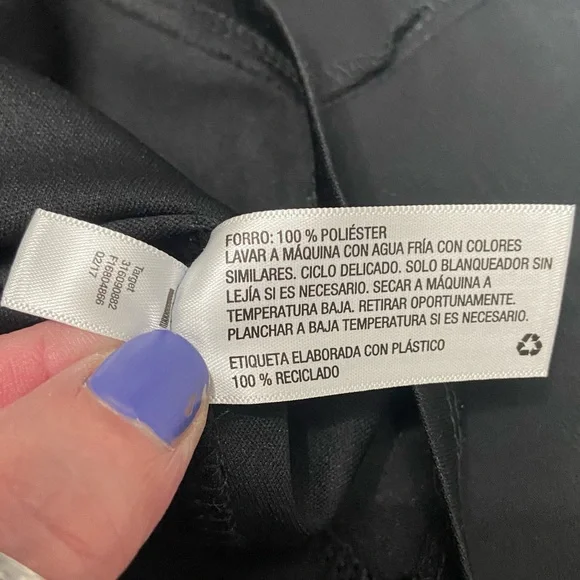 FORRO: 100 % POLIÉSTER
LAVAR A MÁQUINA CON AGUA FRÍA CON COLORES
SIMILARES. CICLO DELICADO. SOLO BLANQUEADOR SIN
LEJÍA SI ES NECESARIO. SECAR A MÁQUINA A
TEMPERATURA BAJA. RETIRAR OPORTUNAMENTE.
PLANCHAR A BAJA TEMPERATURA SI ES NECESARIO.
ETIQUETA ELABORADA CON PLÁSTICO
100 % RECICLADO
Target
316090882
F16804866
0217